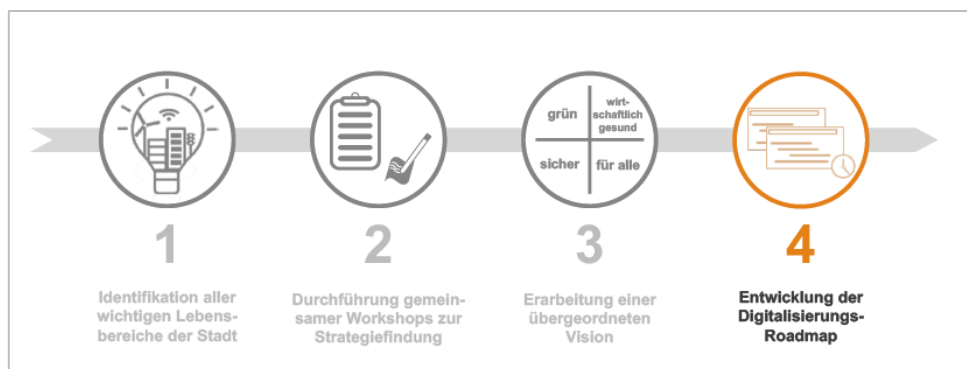 grün
wirt-
schaftlich
gesund
sicher
für alle
1
2
3
4
Identifikation aller
wichtigen Lebens-
bereiche der Stadt
Durchführung gemein-
samer Workshops zur
Strategiefindung
Erarbeitung einer
übergeordneten
Vision
Entwicklung der
Digitalisierungs-
Roadmap